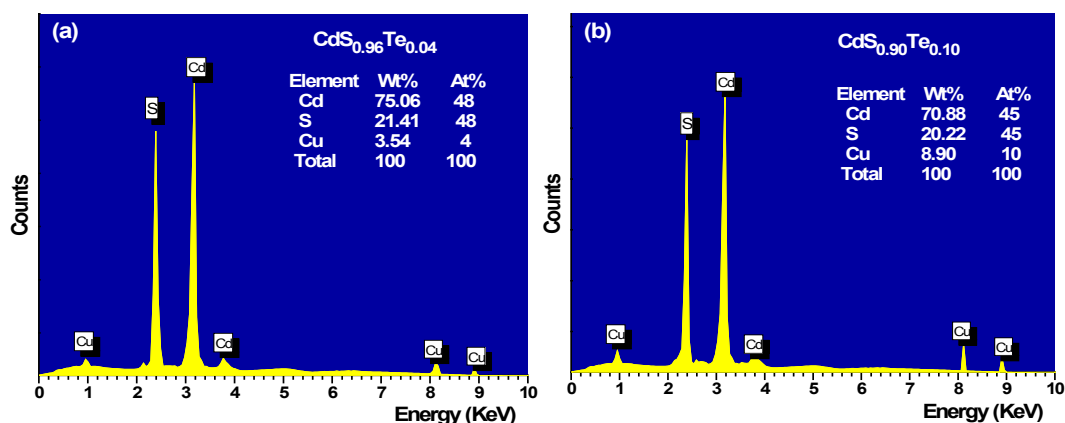 (a)
CdS0.96Te0.04
Element Wt% At%
Cd 75.06 48
S 21.41 48
Cu 3.54 4
Total 100 100
Cd
S
Cu
Cd
Cu
Cu
Counts
0 1 2 3 4 5 6 7 8 9 10
Energy (KeV)
(b)
CdS0.90Te0.10
Element Wt% At%
Cd 70.88 45
S 20.22 45
Cu 8.90 10
Total 100 100
Cd
S
Cu
Cd
Cu
Cu
Counts
0 1 2 3 4 5 6 7 8 9 10
Energy (KeV)